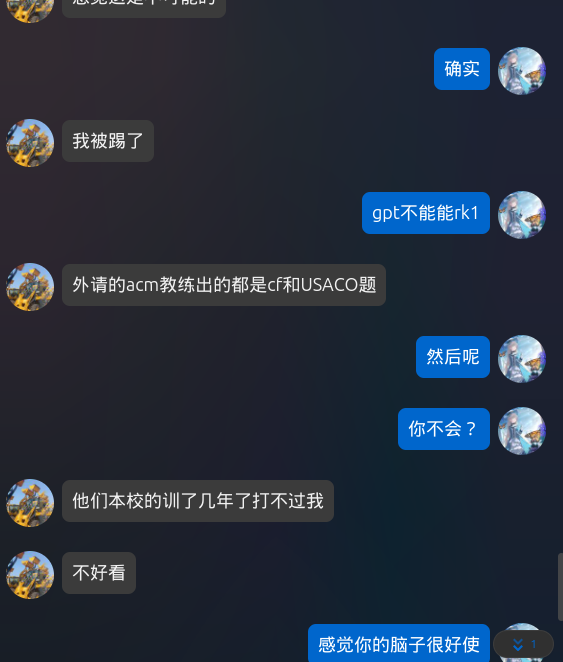 确实
我被踢了
gpt不能能rk1
外请的acm教练出的都是cf和USACO题
然后呢
你不会？
他们本校的训了几年了打不过我
不好看
感觉你的脑子很好使
1